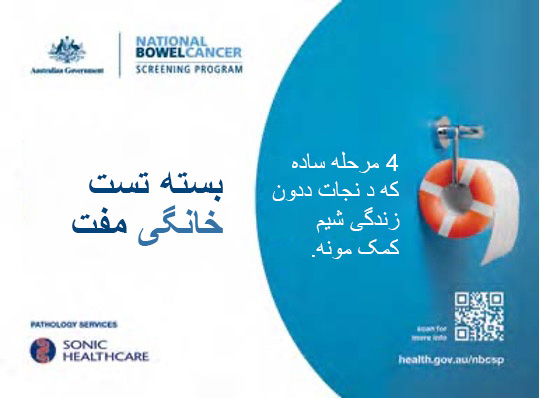 Australian Government
NATIONAL
BOWELCANCER
SCREENING PROGRAM
بسته تست
خانگی مفت
4 مرحله ساده
که د نجات ددون
زندگی شیم
کمک مونه.
PATHOLOGY SERVICES
SONIC
HEALTHCARE
scan for
more info
health.gov.au/nbcsp